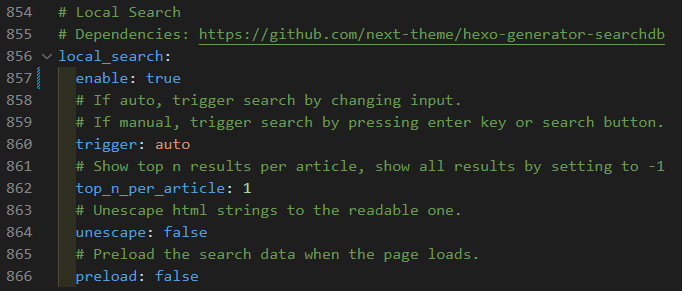 854 # Local Search
855 # Dependencies: https://github.com/next-theme/hexo-generator-searchdb
856 local_search:
857   enable: true
858   # If auto, trigger search by changing input.
859   # If manual, trigger search by pressing enter key or search button.
860   trigger: auto
861   # Show top n results per article, show all results by setting to -1
862   top_n_per_article: 1
863   # Unescape html strings to the readable one.
864   unescape: false
865   # Preload the search data when the page loads.
866   preload: false